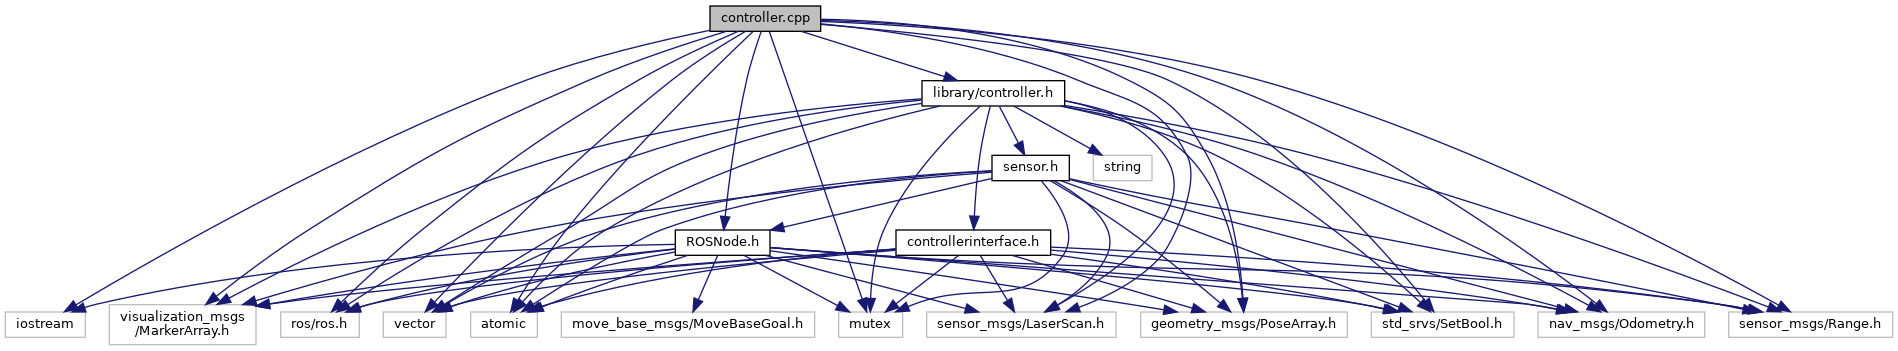 controller.cpp
library/controller.h
sensor.h
string
ROSNode.h
controllerinterface.h
iostream
visualization_msgs
/MarkerArray.h
ros/ros.h
vector
atomic
move_base_msgs/MoveBaseGoal.h
mutex
sensor_msgs/LaserScan.h
geometry_msgs/PoseArray.h
std_srvs/SetBool.h
nav_msgs/Odometry.h
sensor_msgs/Range.h